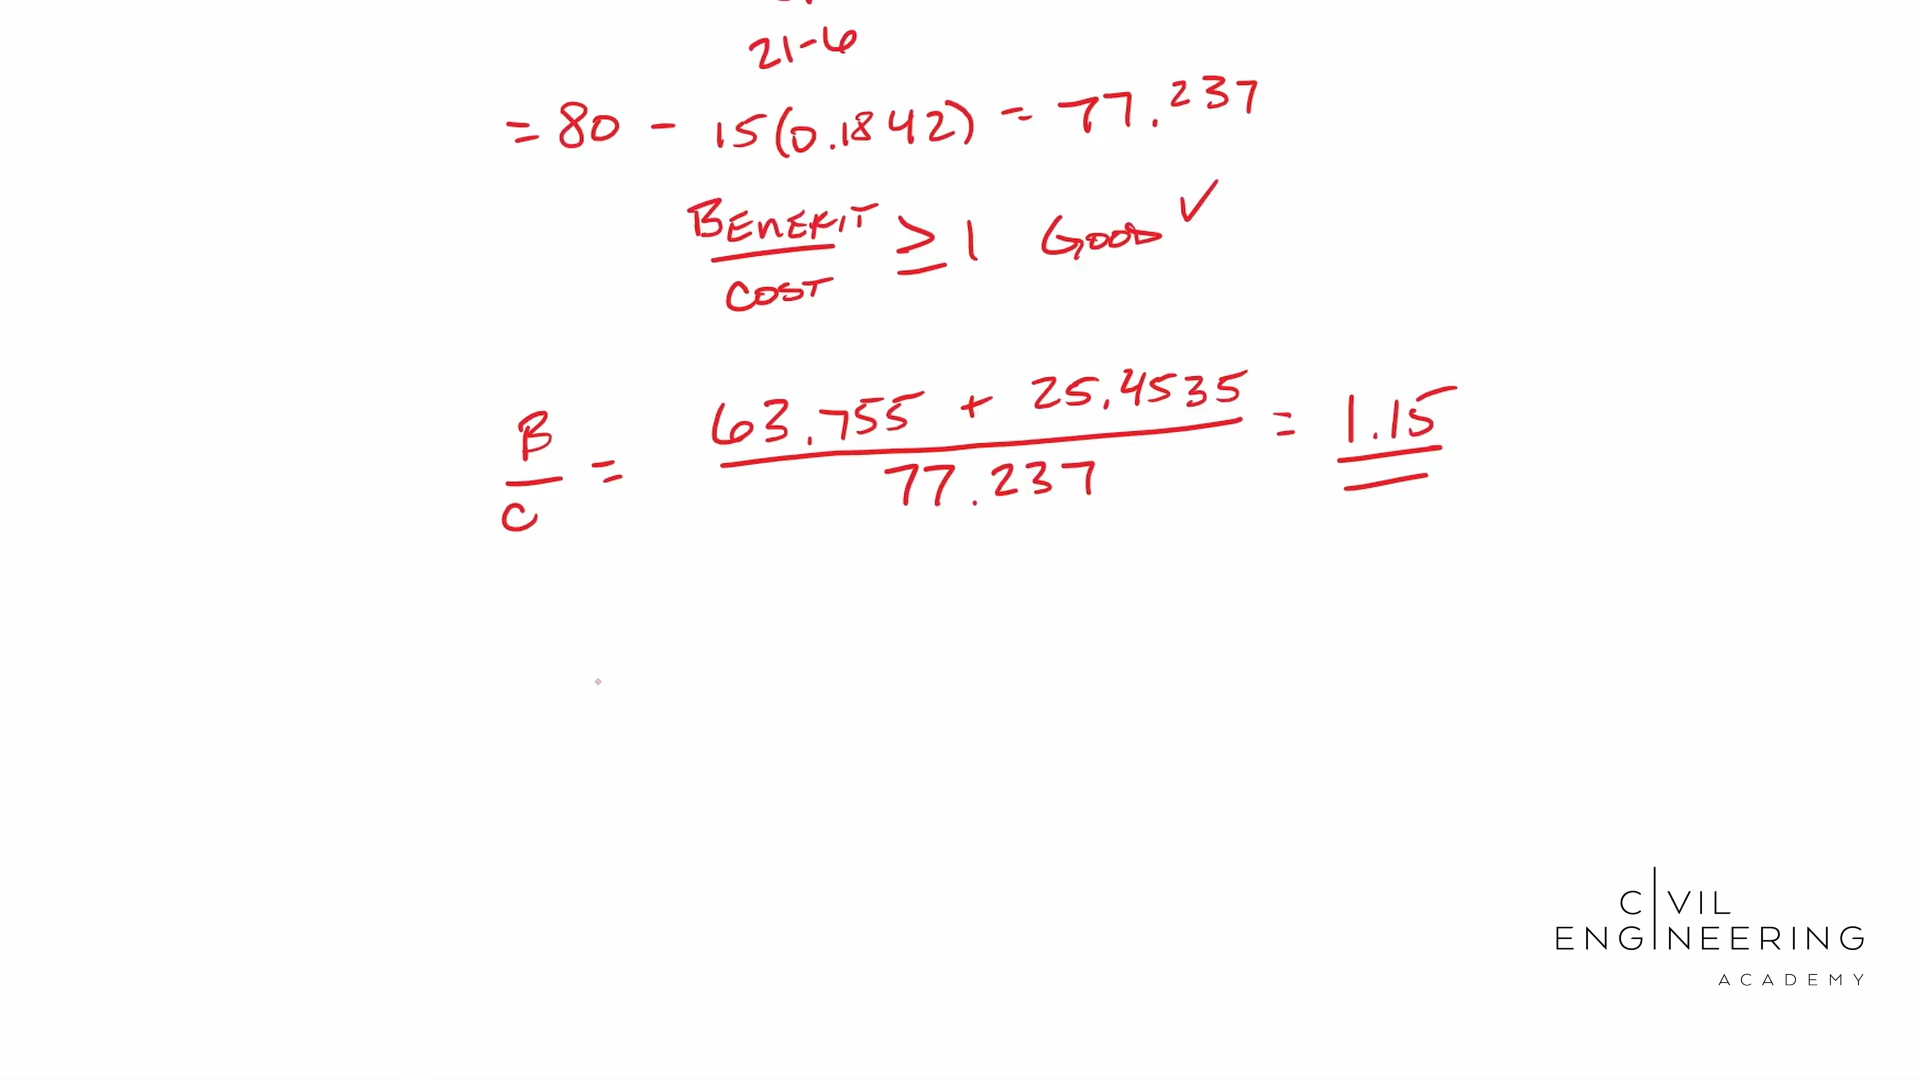 21-6
= 80 - 15(0.1842) = 77.237
BENEFIT
≥ 1 GOOD ✓
COST
63.755 + 25.4535
B
= = 1.15
77.237
C
CIVIL
ENGINEERING
ACADEMY